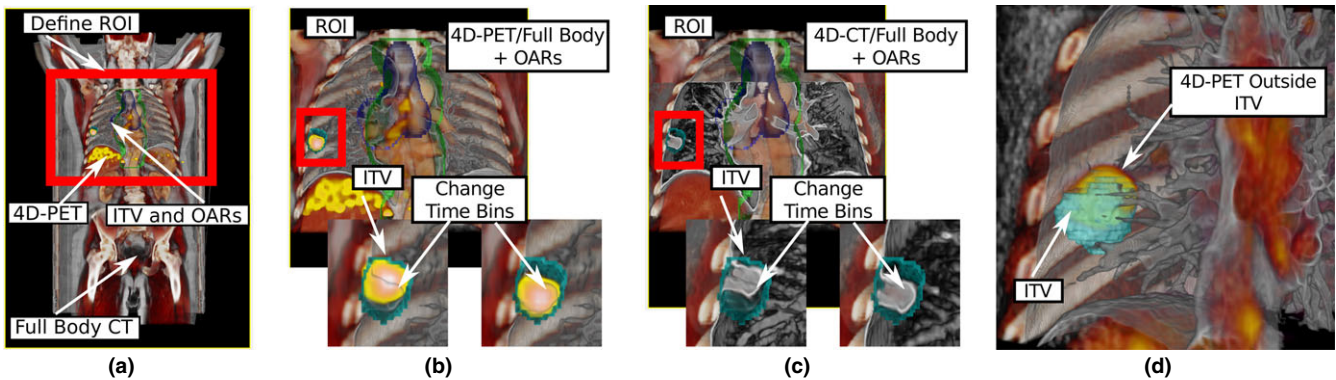 Define ROI
4D-PET
ITV and OARs
Full Body CT
(a)
ROI
4D-PET/Full Body
+ OARs
ITV
Change
Time Bins
(b)
ROI
4D-CT/Full Body
+ OARs
ITV
Change
Time Bins
(c)
4D-PET Outside
ITV
ITV
(d)